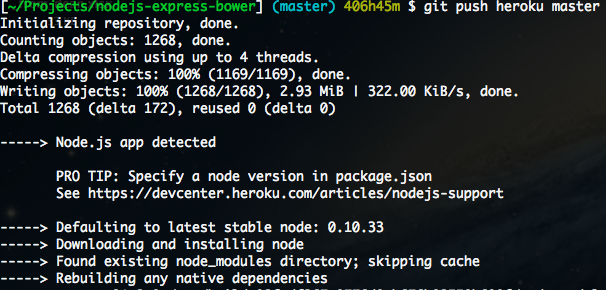 [~/Projects/nodejs-express-bower] (master) 406h45m $ git push heroku master
Initializing repository, done.
Counting objects: 1268, done.
Delta compression using up to 4 threads.
Compressing objects: 100% (1169/1169), done.
Writing objects: 100% (1268/1268), 2.93 MiB | 322.00 KiB/s, done.
Total 1268 (delta 172), reused 0 (delta 0)
-----> Node.js app detected
PRO TIP: Specify a node version in package.json
See https://devcenter.heroku.com/articles/nodejs-support
-----> Defaulting to latest stable node: 0.10.33
-----> Downloading and installing node
-----> Found existing node_modules directory; skipping cache
-----> Rebuilding any native dependencies